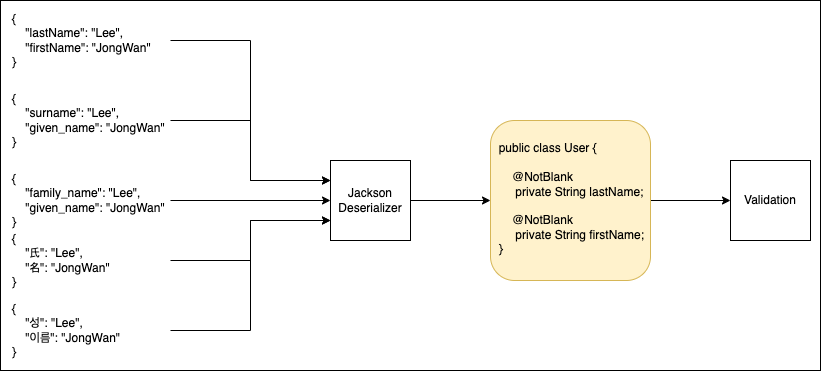 {
"lastName": "Lee",
"firstName": "JongWan"
}
{
"surname": "Lee",
"given_name": "JongWan"
}
{
"family_name": "Lee",
"given_name": "JongWan"
}
{
"氏": "Lee",
"名": "JongWan"
}
{
"성": "Lee",
"이름": "JongWan"
}
Jackson
Deserializer
public class User {
@NotBlank
private String lastName;
@NotBlank
private String firstName;
}
Validation